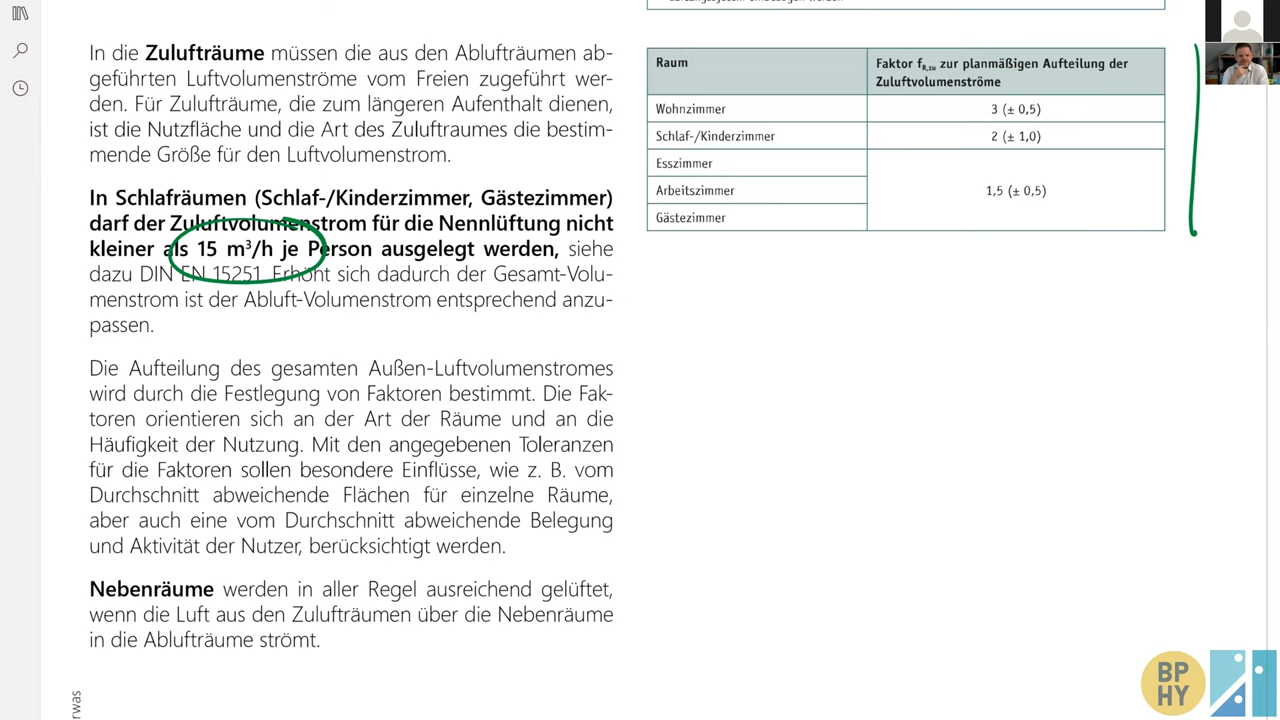 In die Zulufträume müssen die aus den Ablufträumen ab-
geführten Luftvolumenströme vom Freien zugeführt wer-
den. Für Zulufträume, die zum längeren Aufenthalt dienen,
ist die Nutzfläche und die Art des Zuluftraumes die bestim-
mende Größe für den Luftvolumenstrom.
In Schlafräumen (Schlaf-/Kinderzimmer, Gästezimmer)
darf der Zuluftvolumenstrom für die Nennlüftung nicht
kleiner als 15 m³/h je Person ausgelegt werden, siehe
dazu DIN EN 15251. Erhöht sich dadurch der Gesamt-Volu-
menstrom ist der Abluft-Volumenstrom entsprechend anzu-
passen.
Die Aufteilung des gesamten Außen-Luftvolumenstromes
wird durch die Festlegung von Faktoren bestimmt. Die Fak-
toren orientieren sich an der Art der Räume und an die
Häufigkeit der Nutzung. Mit den angegebenen Toleranzen
für die Faktoren sollen besondere Einflüsse, wie z. B. vom
Durchschnitt abweichende Flächen für einzelne Räume,
aber auch eine vom Durchschnitt abweichende Belegung
und Aktivität der Nutzer, berücksichtigt werden.
Nebenräume werden in aller Regel ausreichend gelüftet,
wenn die Luft aus den Zulufträumen über die Nebenräume
in die Ablufträume strömt.
Raum
Faktor fR,zu zur planmäßigen Aufteilung der
Zuluftvolumenströme
Wohnzimmer
3 (± 0,5)
Schlaf-/Kinderzimmer
2 (± 1,0)
Esszimmer
Arbeitszimmer
1,5 (± 0,5)
Gästezimmer
rwas
BP
HY